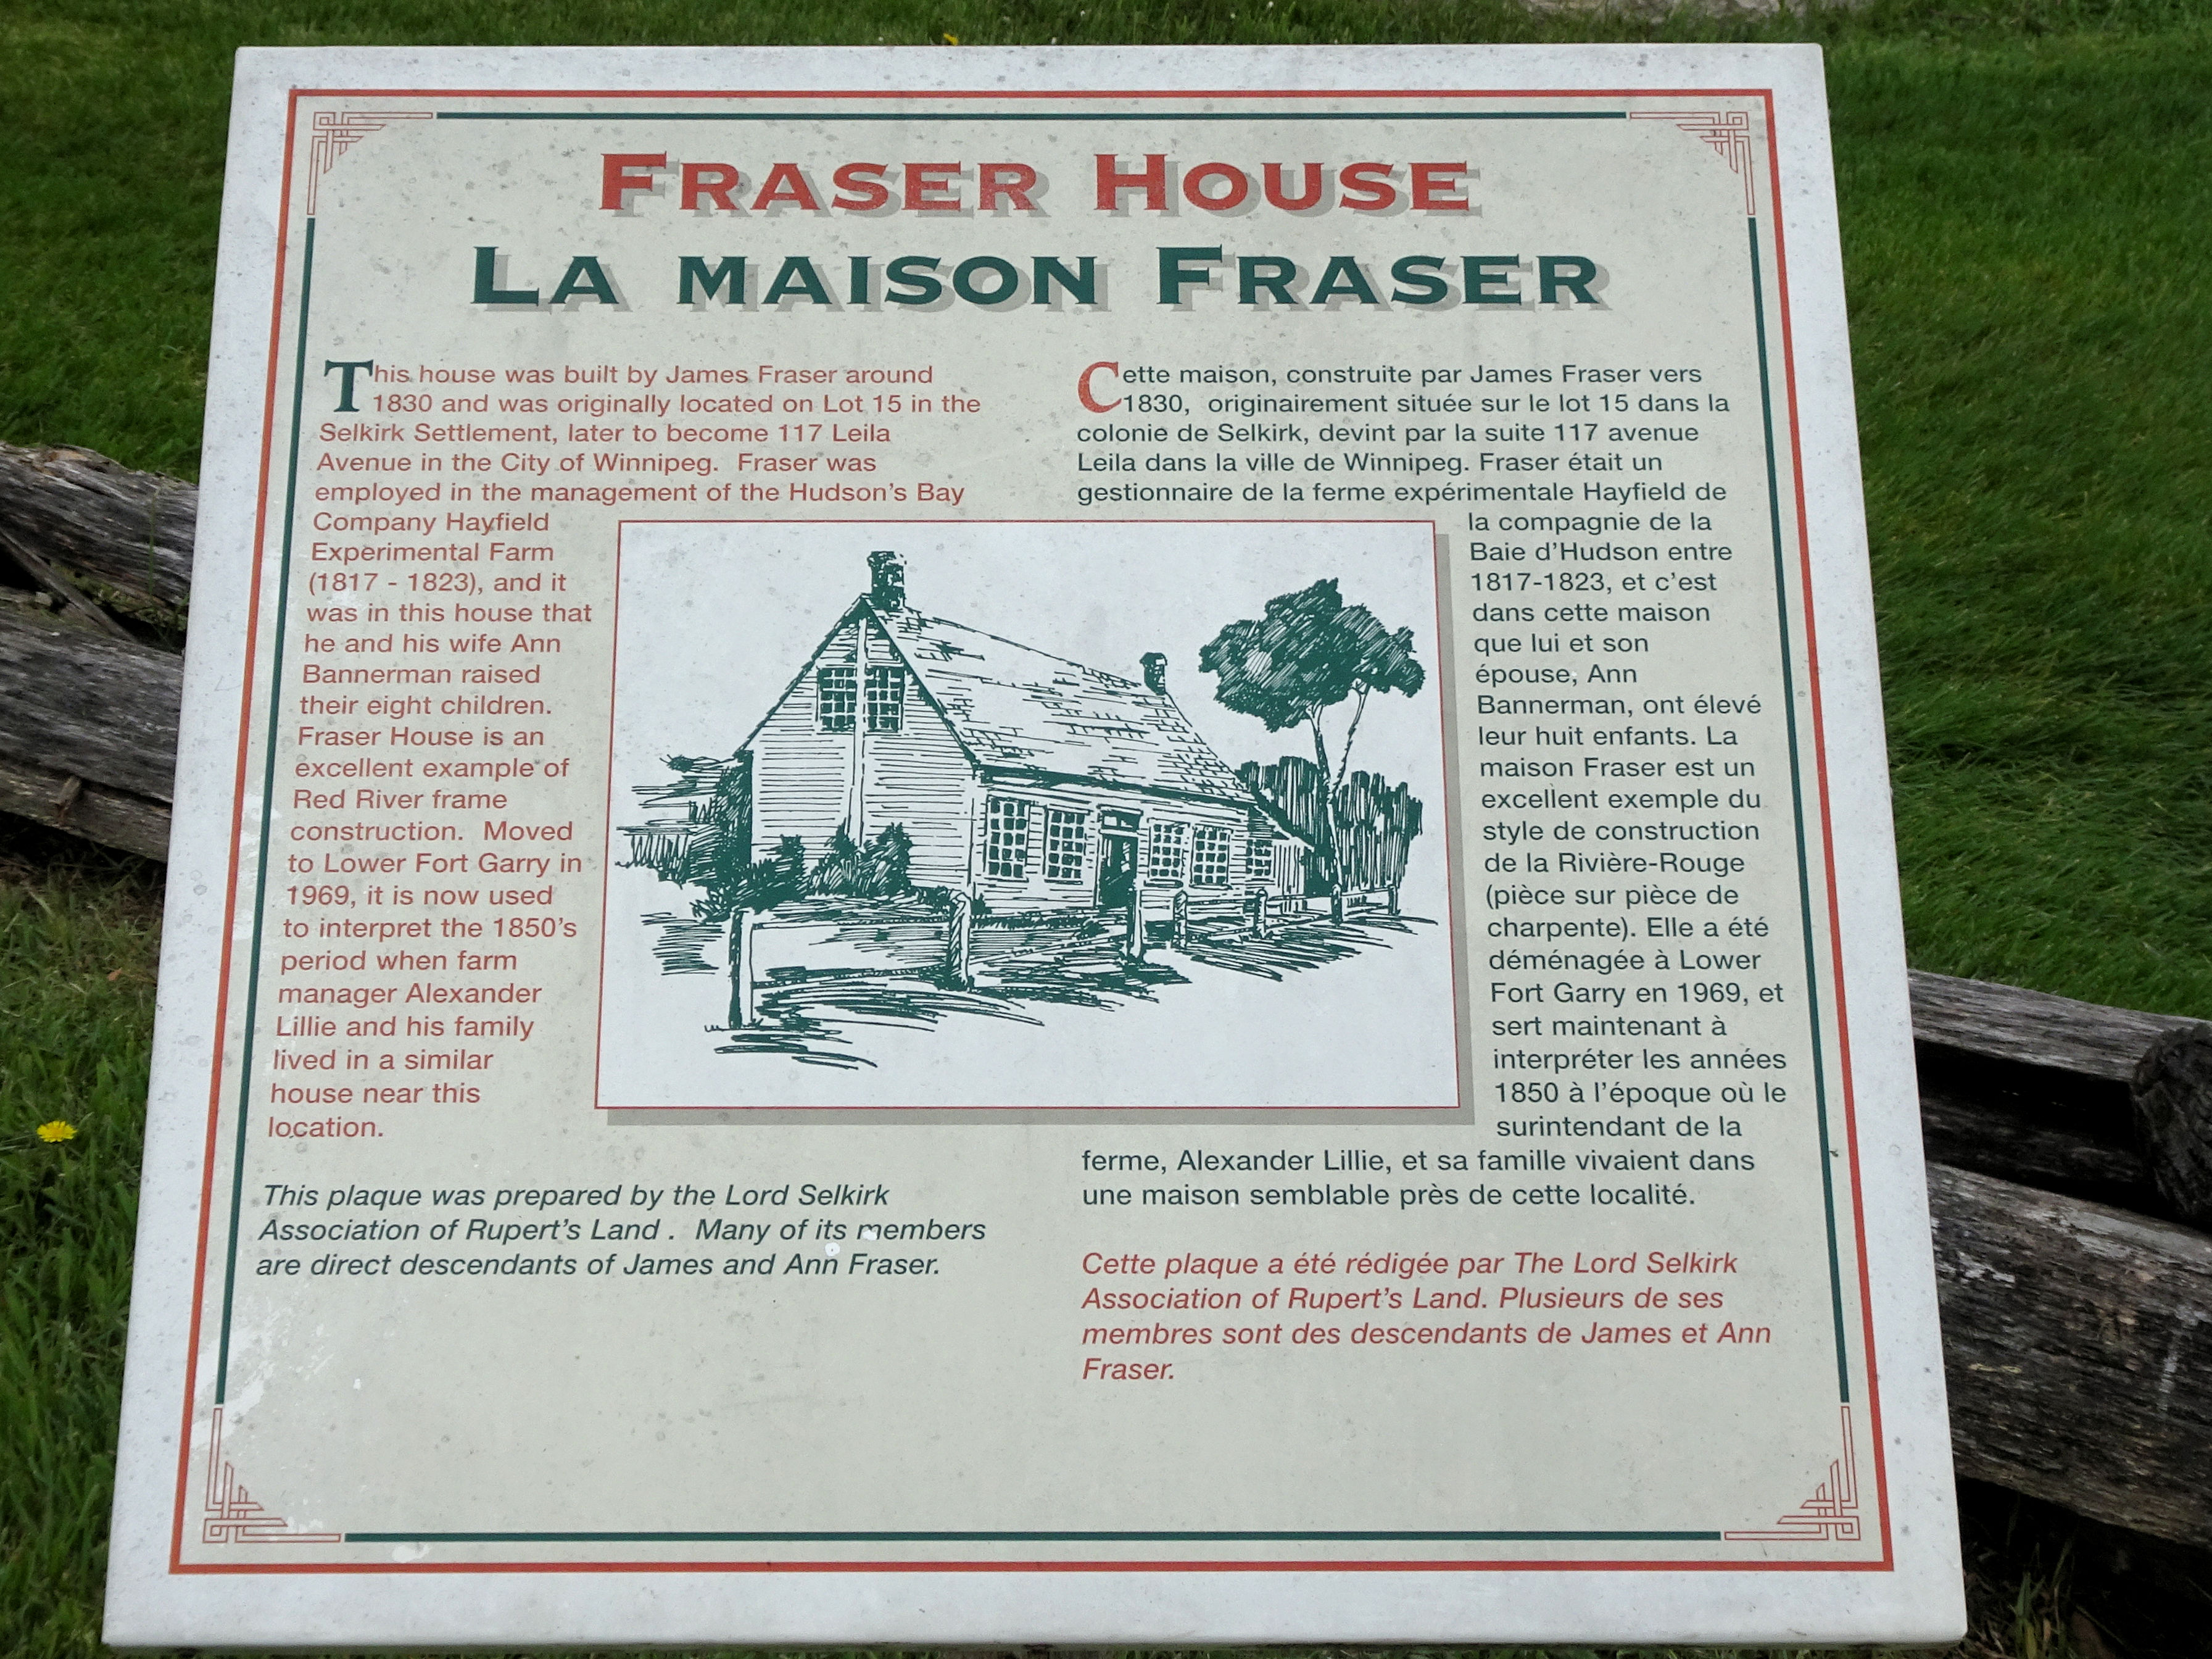 FRASER HOUSE
LA MAISON FRASER
This house was built by James Fraser around
1830 and was originally located on Lot 15 in the
Selkirk Settlement, later to become 117 Leila
Avenue in the City of Winnipeg. Fraser was
employed in the management of the Hudson's Bay
Company Hayfield
Experimental Farm
(1817 - 1823), and it
was in this house that
he and his wife Ann
Bannerman raised
their eight children.
Fraser House is an
excellent example of
Red River frame
construction. Moved
to Lower Fort Garry in
1969, it is now used
to interpret the 1850's
period when farm
manager Alexander
Lillie and his family
lived in a similar
house near this
location.
This plaque was prepared by the Lord Selkirk
Association of Rupert's Land . Many of its members
are direct descendants of James and Ann Fraser.
Cette maison, construite par James Fraser vers
1830, originairement située sur le lot 15 dans la
colonie de Selkirk, devint par la suite 117 avenue
Leila dans la ville de Winnipeg. Fraser était un
gestionnaire de la ferme expérimentale Hayfield de
la compagnie de la
Baie d'Hudson entre
1817-1823, et c'est
dans cette maison
que lui et son
épouse, Ann
Bannerman, ont élevé
leur huit enfants. La
maison Fraser est un
excellent exemple du
style de construction
de la Rivière-Rouge
(pièce sur pièce de
charpente). Elle a été
déménagée à Lower
Fort Garry en 1969, et
sert maintenant à
interpréter les années
1850 à l'époque où le
surintendant de la
ferme, Alexander Lillie, et sa famille vivaient dans
une maison semblable près de cette localité.
Cette plaque a été rédigée par The Lord Selkirk
Association of Rupert's Land. Plusieurs de ses
membres sont des descendants de James et Ann
Fraser.